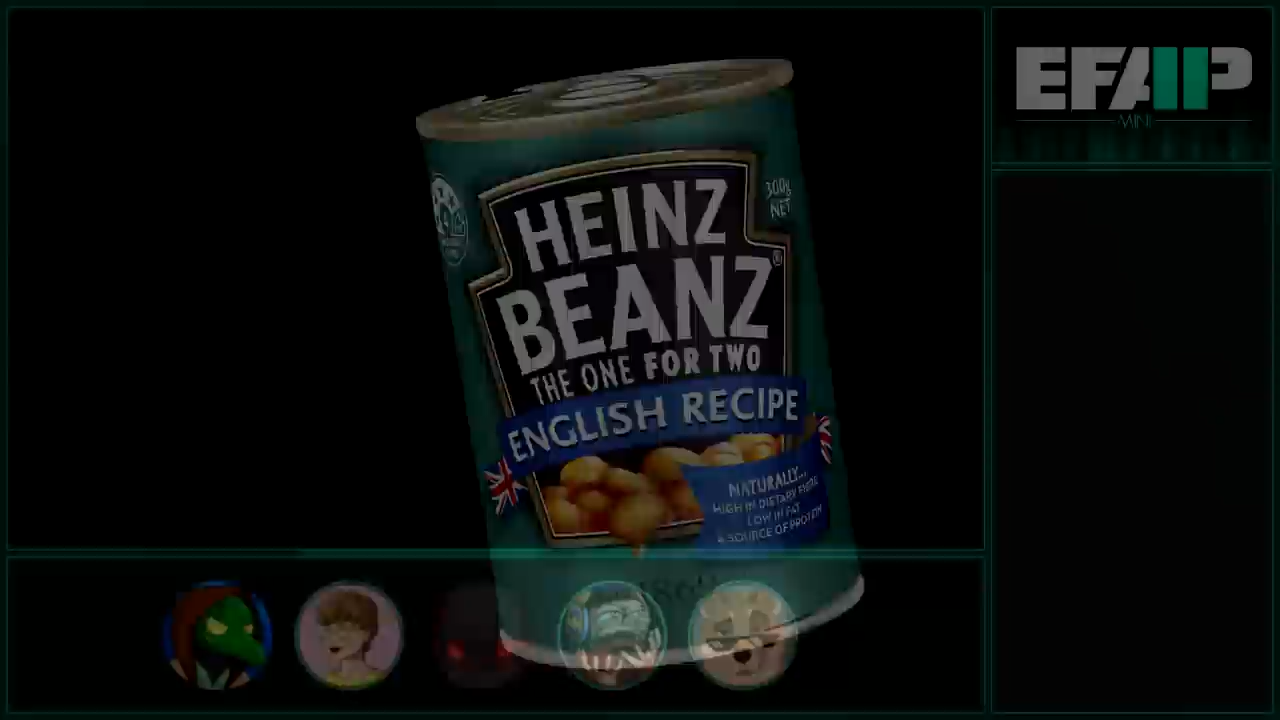 EFAP
MINI
300g
NET
HEINZ
BEANZ
THE ONE FOR TWO
ENGLISH RECIPE
NATURALLY...
HIGH IN DIETARY FIBRE
LOW IN FAT
& SOURCE OF PROTEIN